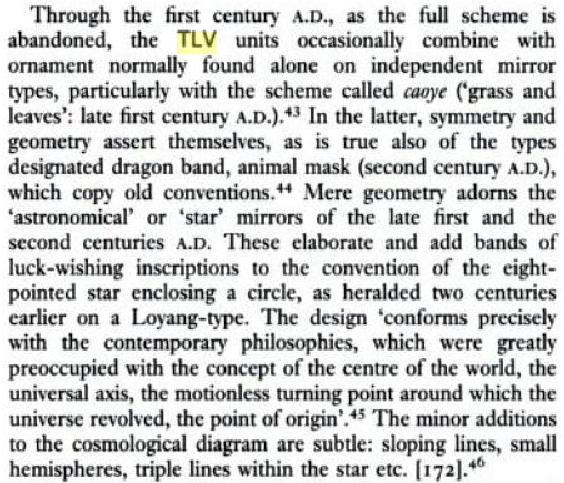 Through the first century A.D., as the full scheme is
abandoned, the TLV units occasionally combine with
ornament normally found alone on independent mirror
types, particularly with the scheme called caoye (‘grass and
leaves’: late first century A.D.).⁴³ In the latter, symmetry and
geometry assert themselves, as is true also of the types
designated dragon band, animal mask (second century A.D.),
which copy old conventions.⁴⁴ Mere geometry adorns the
‘astronomical’ or ‘star’ mirrors of the late first and the
second centuries A.D. These elaborate and add bands of
luck-wishing inscriptions to the convention of the eight-
pointed star enclosing a circle, as heralded two centuries
earlier on a Loyang-type. The design ‘conforms precisely
with the contemporary philosophies, which were greatly
preoccupied with the concept of the centre of the world, the
universal axis, the motionless turning point around which the
universe revolved, the point of origin’.⁴⁵ The minor additions
to the cosmological diagram are subtle: sloping lines, small
hemispheres, triple lines within the star etc. [172].⁴⁶